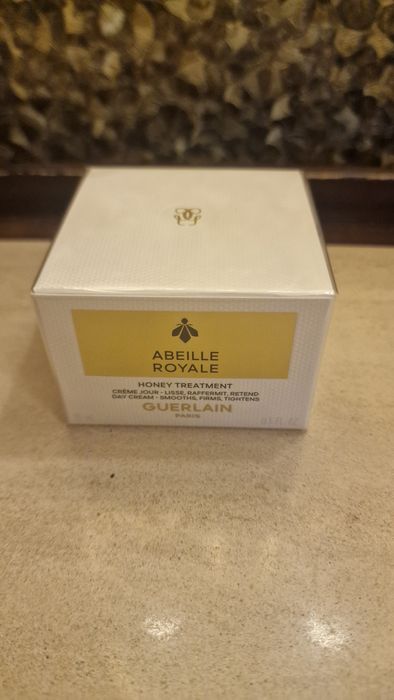 ABEILLE
ROYALE
HONEY TREATMENT
CRÈME JOUR - LISSE, RAFFERMIT, RETEND
DAY CREAM - SMOOTHS, FIRMS, TIGHTENS
GUERLAIN
PARIS